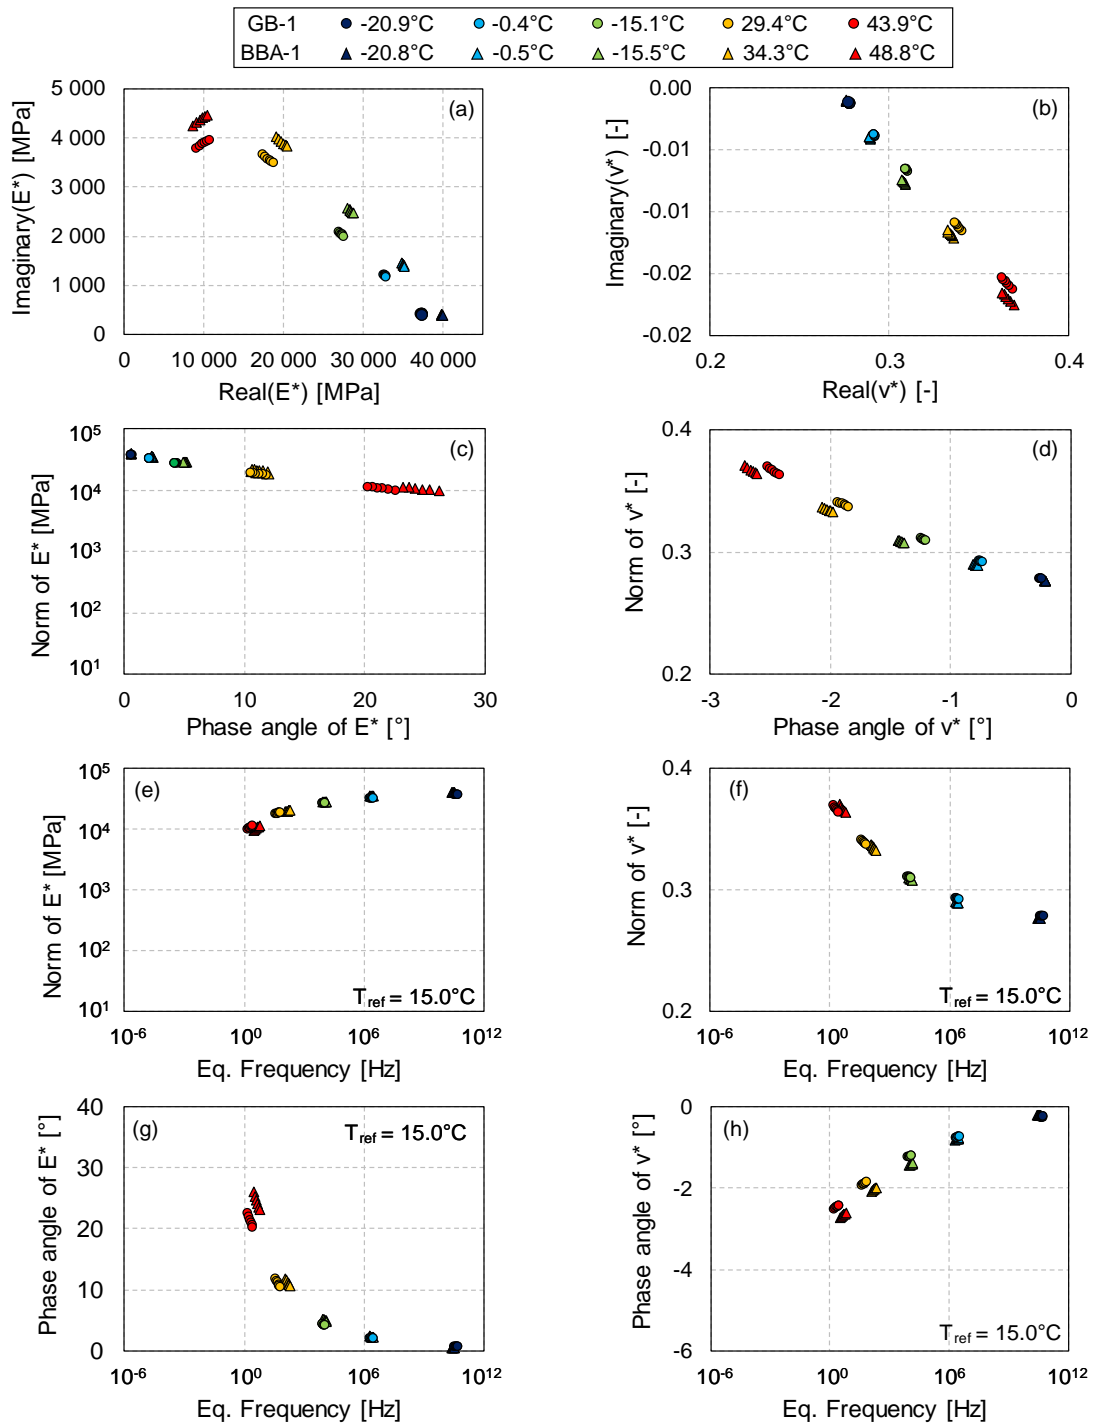 GB-1 -20.9°C -0.4°C -15.1°C 29.4°C 43.9°C
BBA-1 -20.8°C -0.5°C -15.5°C 34.3°C 48.8°C
(a)
Imaginary(E*) [MPa]
5 000
4 000
3 000
2 000
1 000
0
0 10 000 20 000 30 000 40 000
Real(E*) [MPa]
(b)
Imaginary(ν*) [-]
0.00
-0.01
-0.01
-0.02
-0.02
0.2 0.3 0.4
Real(ν*) [-]
(c)
Norm of E* [MPa]
10⁵
10⁴
10³
10²
10¹
0 10 20 30
Phase angle of E* [°]
(d)
Norm of ν* [-]
0.4
0.3
0.2
-3 -2 -1 0
Phase angle of ν* [°]
(e)
Norm of E* [MPa]
10⁵
10⁴
10³
10²
10¹
T_ref = 15.0°C
10⁻⁶ 10⁰ 10⁶ 10¹²
Eq. Frequency [Hz]
(f)
Norm of ν* [-]
0.4
0.3
0.2
T_ref = 15.0°C
10⁻⁶ 10⁰ 10⁶ 10¹²
Eq. Frequency [Hz]
(g)
T_ref = 15.0°C
Phase angle of E* [°]
40
30
20
10
0
10⁻⁶ 10⁰ 10⁶ 10¹²
Eq. Frequency [Hz]
(h)
Phase angle of ν* [°]
0
-2
-4
-6
T_ref = 15.0°C
10⁻⁶ 10⁰ 10⁶ 10¹²
Eq. Frequency [Hz]